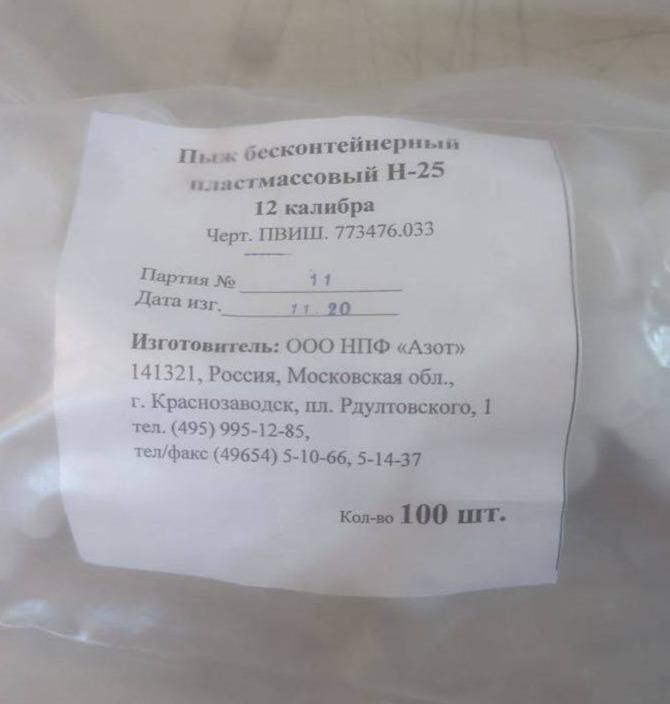 Пыж бесконтейнерный
пластмассовый Н-25
12 калибра
Черт. ПВИШ. 773476.033
Партия № 11
Дата изг. 11.20
Изготовитель: ООО НПФ «Азот»
141321, Россия, Московская обл.,
г. Краснозаводск, пл. Рдултовского, 1
тел. (495) 995-12-85,
тел/факс (49654) 5-10-66, 5-14-37
Кол-во 100 шт.